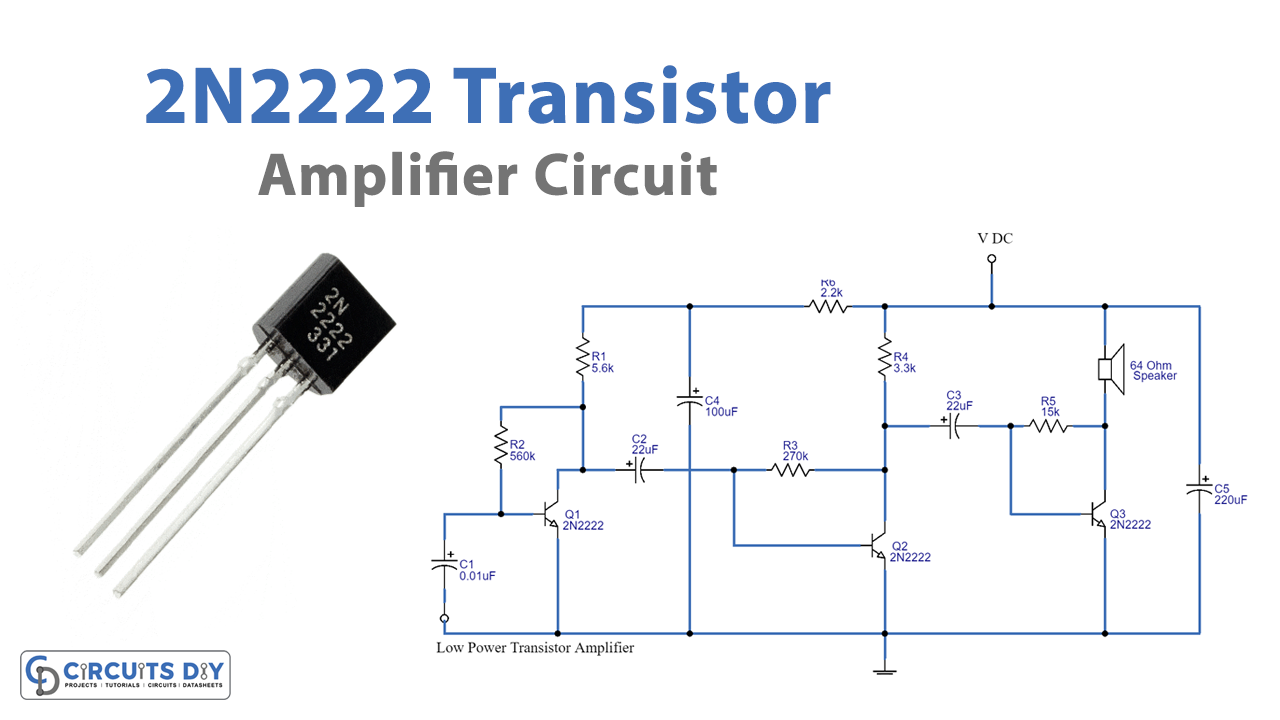 2N2222 Transistor
Amplifier Circuit
2N
2222
331
V DC
R6
2.2k
R1
5.6k
R4
3.3k
64 Ohm
Speaker
C4
100uF
C3
22uF
R5
15k
R2
560k
C2
22uF
R3
270k
C5
220uF
Q1
2N2222
Q3
2N2222
Q2
2N2222
C1
0.01uF
Low Power Transistor Amplifier
CD CIRCUITS DIY
PROJECTS | TUTORIALS | CIRCUITS | DATASHEETS